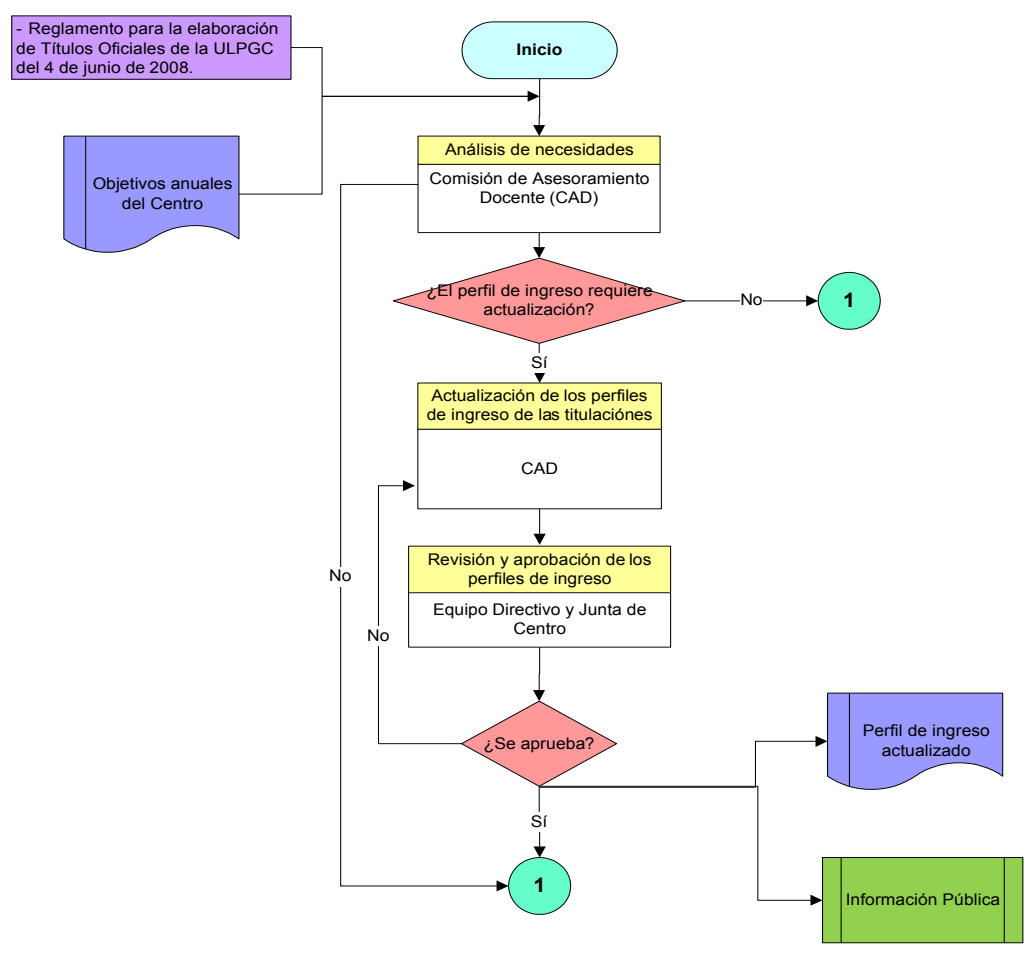 - Reglamento para la elaboración
de Títulos Oficiales de la ULPGC
del 4 de junio de 2008.
Inicio
Objetivos anuales
del Centro
Análisis de necesidades
Comisión de Asesoramiento
Docente (CAD)
¿El perfil de ingreso requiere
actualización?
No
1
Sí
Actualización de los perfiles
de ingreso de las titulaciónes
CAD
Revisión y aprobación de los
perfiles de ingreso
Equipo Directivo y Junta de
Centro
No
No
¿Se aprueba?
Perfil de ingreso
actualizado
Sí
1
Información Pública